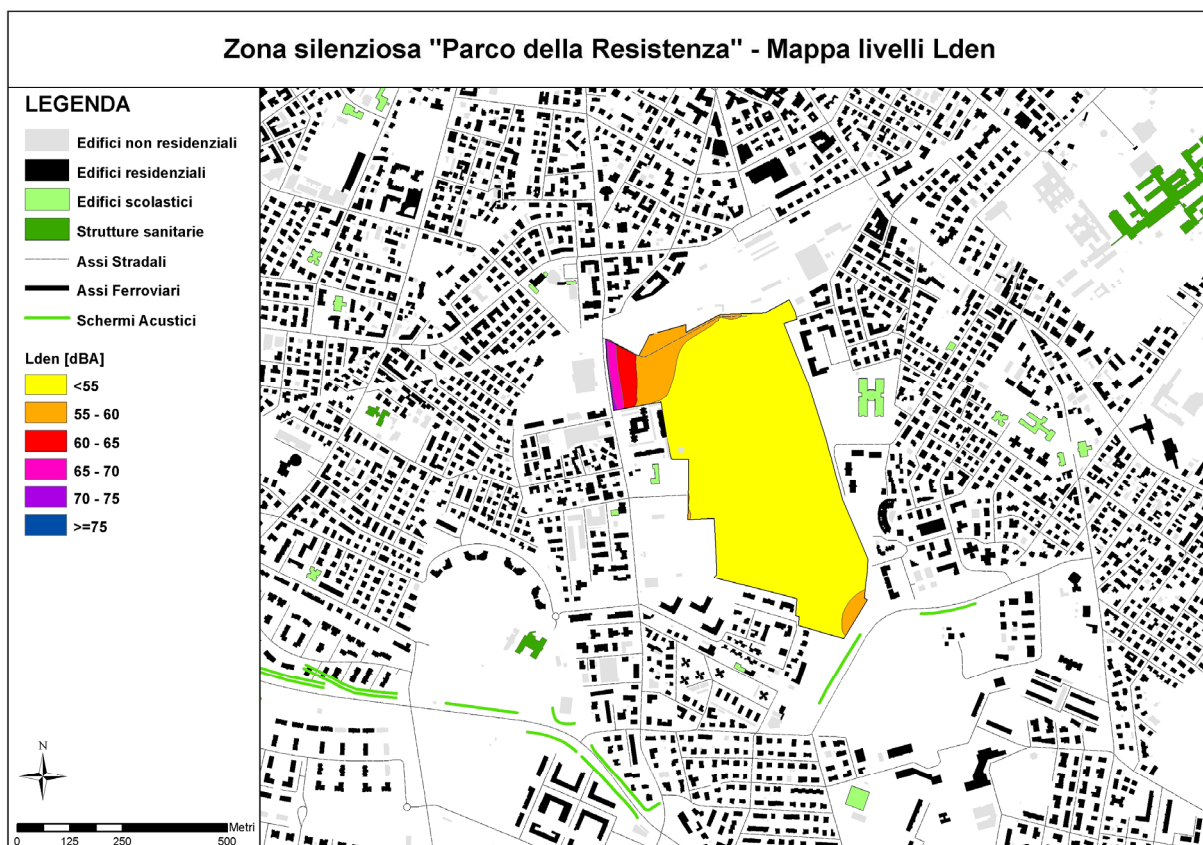 Zona silenziosa "Parco della Resistenza" - Mappa livelli Lden
LEGENDA
Edifici non residenziali
Edifici residenziali
Edifici scolastici
Strutture sanitarie
Assi Stradali
Assi Ferroviari
Schermi Acustici
Lden [dBA]
<55
55 - 60
60 - 65
65 - 70
70 - 75
>=75
N
Metri
0 125 250 500